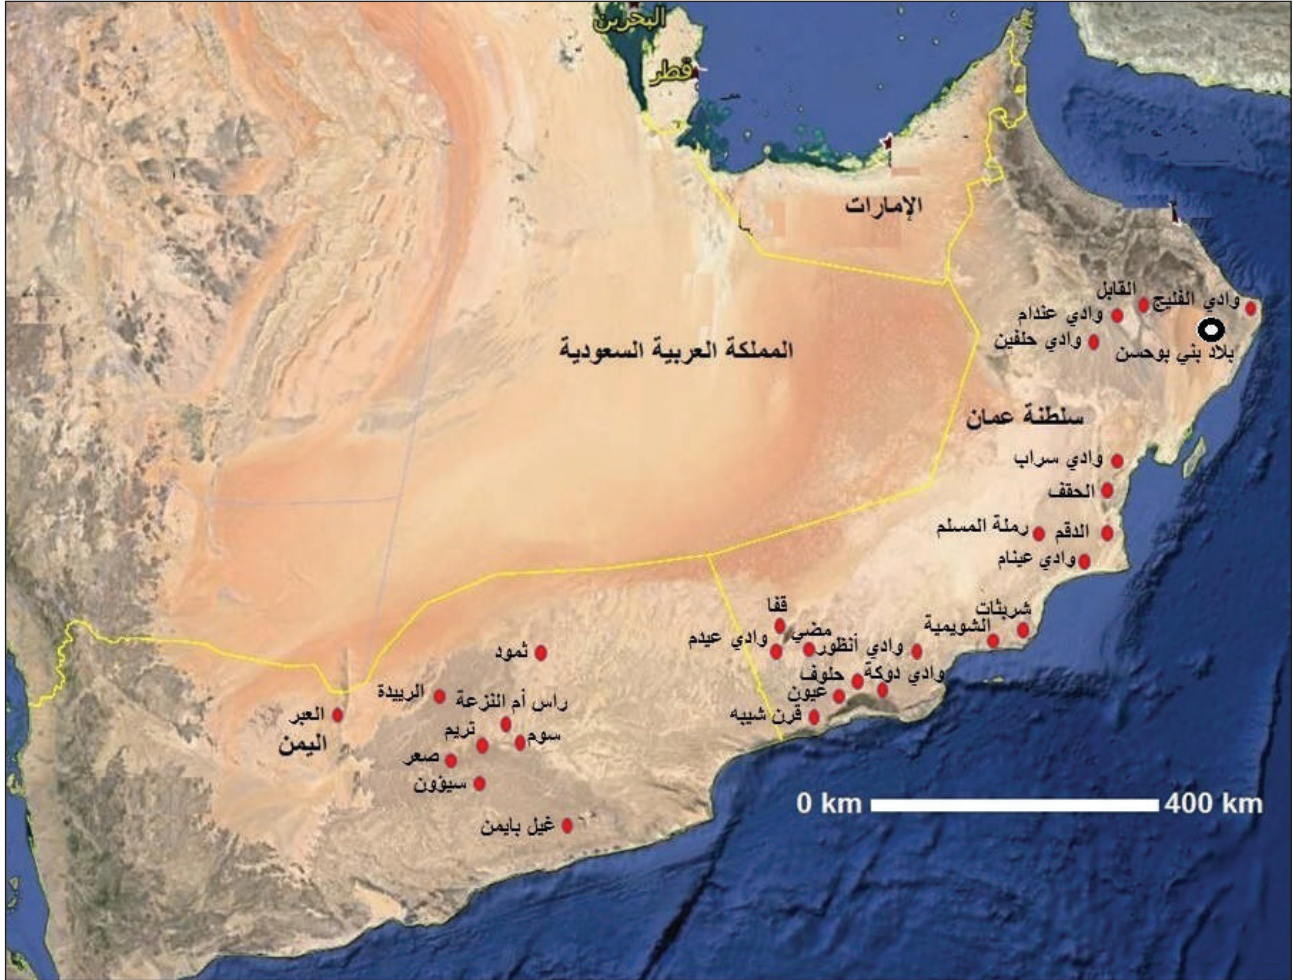 البحرين
قطر
الإمارات
المملكة العربية السعودية
وادي الفليج
القابل
وادي عندام
وادي حلفين
بلاد بني بوحسن
سلطنة عمان
وادي سراب
الحقف
رملة المسلم
الدقم
وادي عينام
قفا
شربثات
الشويمية
مضي
وادي عيدم
وادي أنظور
ثمود
وادي دوكة
حلوف
عيون
الرييدة
راس أم النزعة
قرن شيبه
العبر
اليمن
تريم
سوم
صعر
سيؤون
غيل بايمن
0 km
400 km